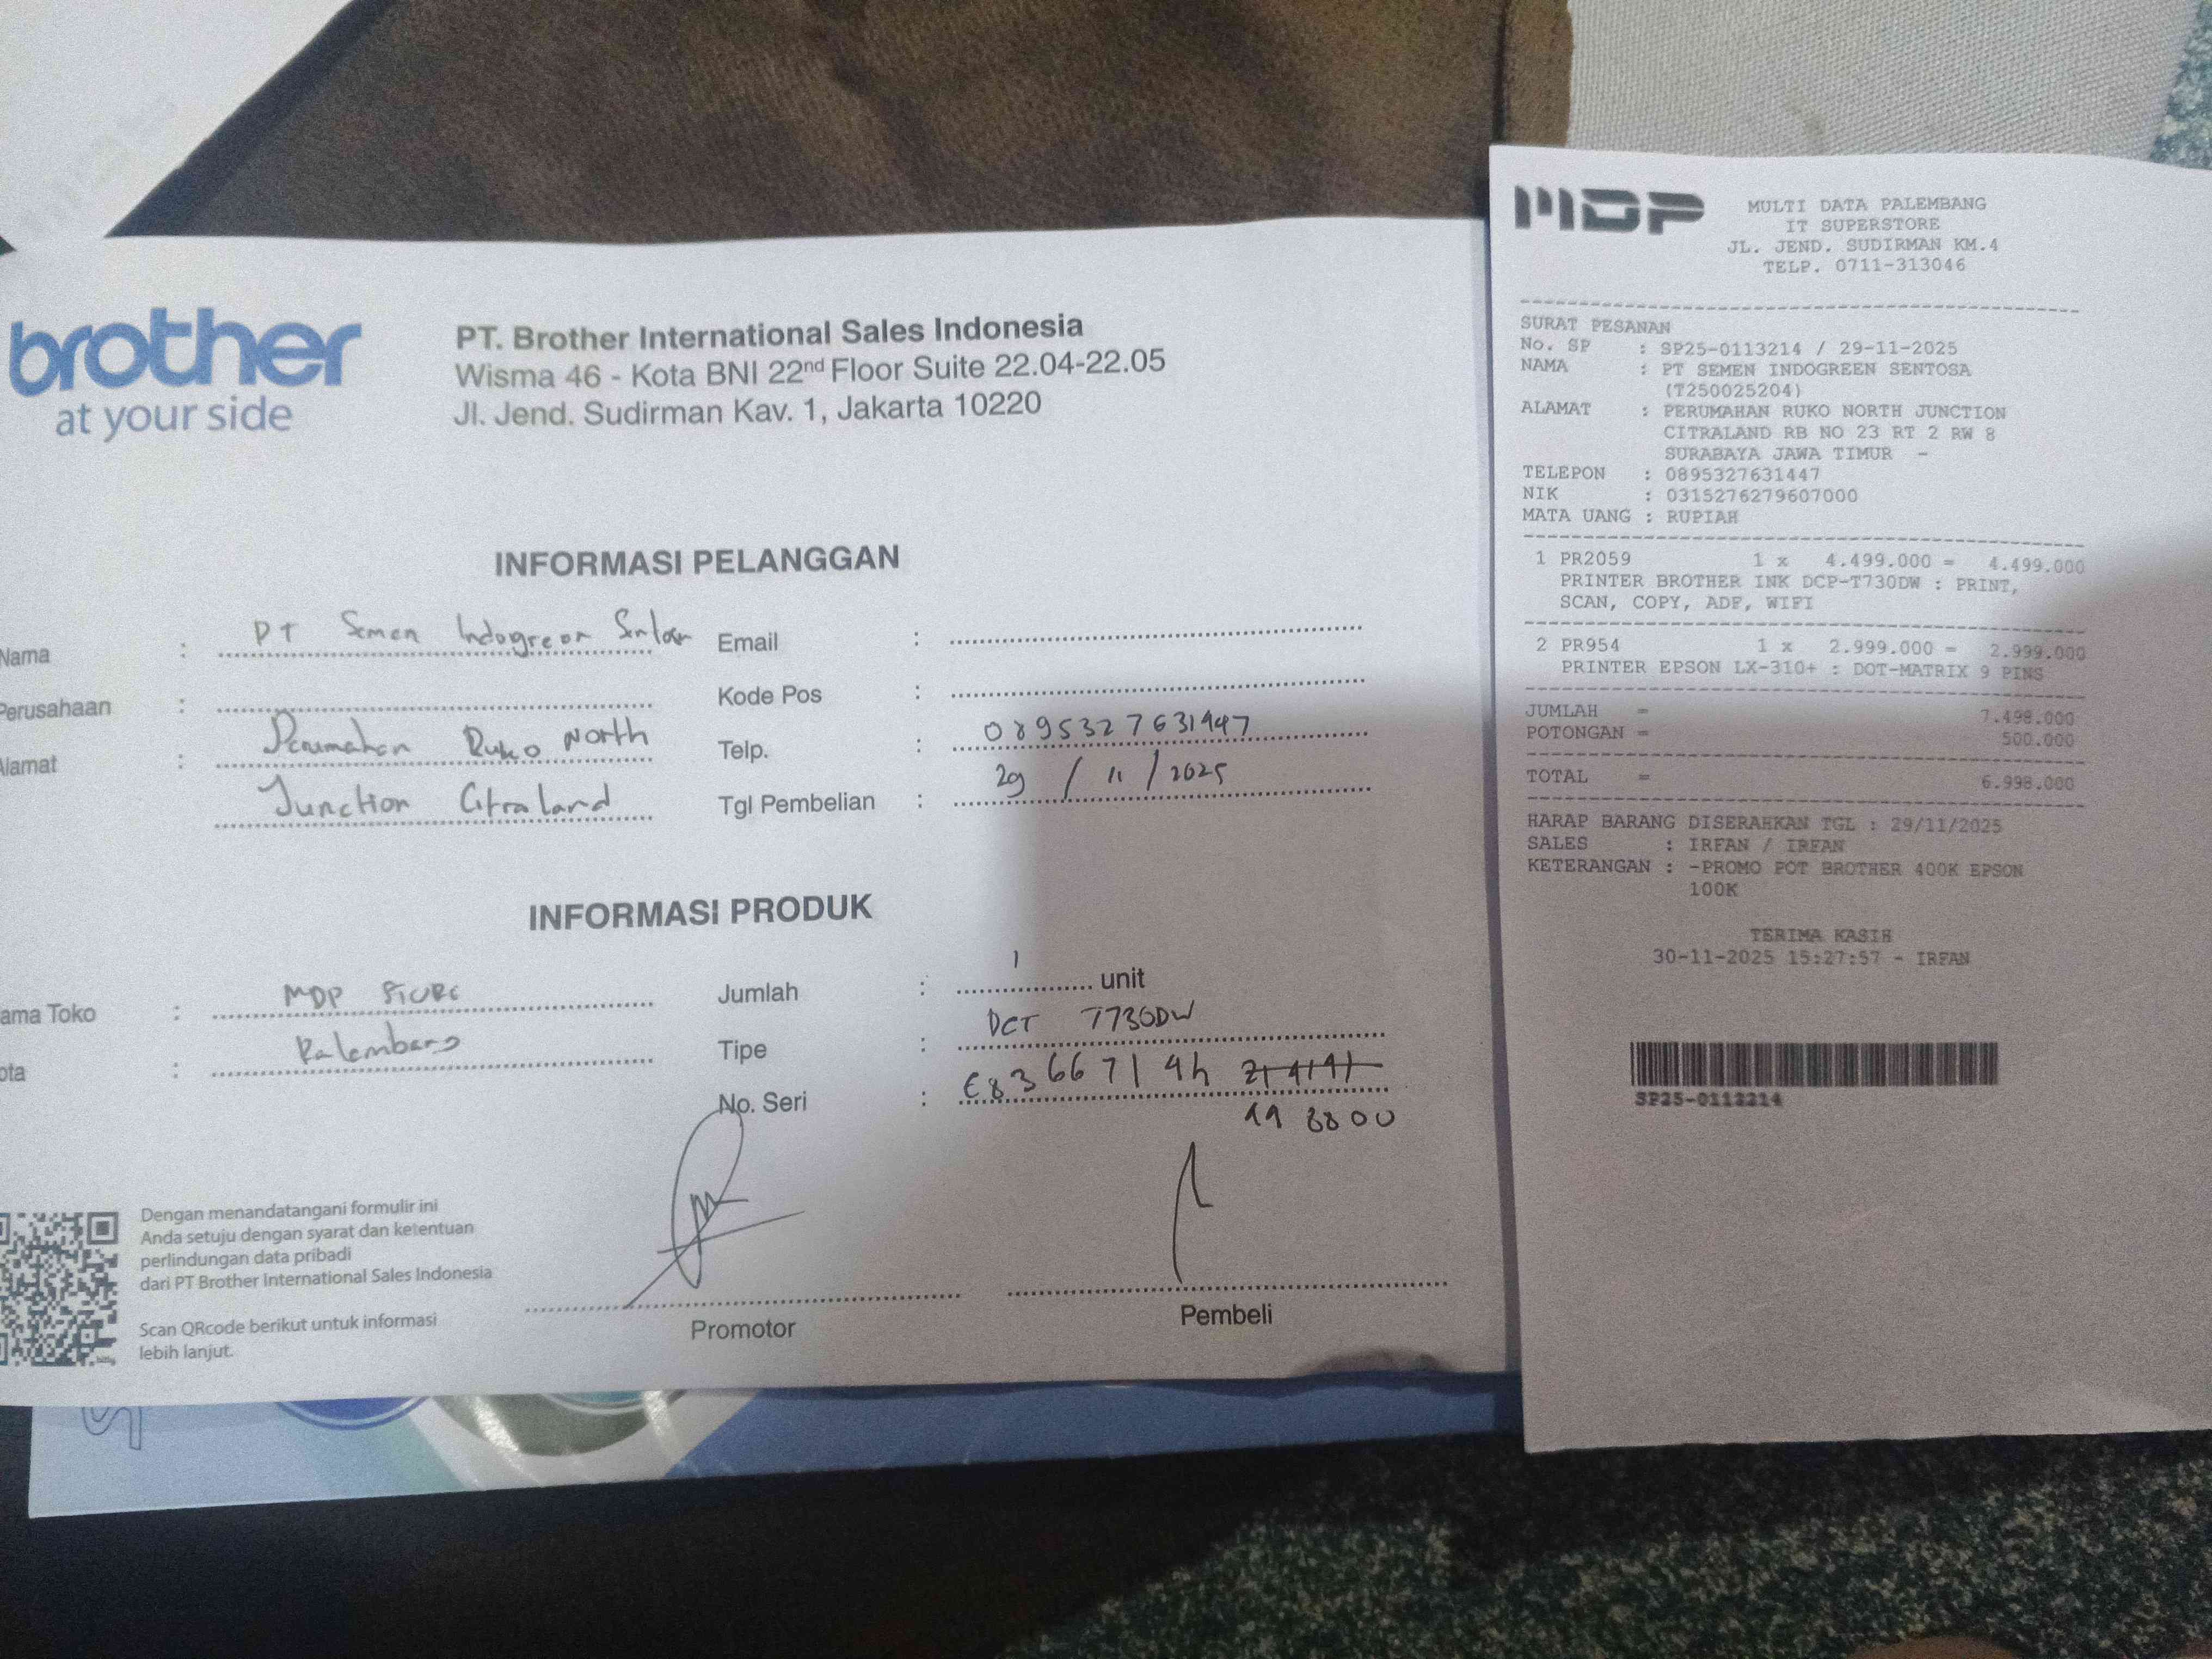 brother
at your side
PT. Brother International Sales Indonesia
Wisma 46 - Kota BNI 22nd Floor Suite 22.04-22.05
Jl. Jend. Sudirman Kav. 1, Jakarta 10220
INFORMASI PELANGGAN
Nama : PT Semen Indogreen
Perusahaan :
Alamat : Perumahan Ruko North
Junction Citraland
Email :
Kode Pos :
Telp. : 0895327631447
Tgl Pembelian : 29 / 11 / 2025
INFORMASI PRODUK
ama Toko : MDP STORE
ota : Palembang
Jumlah : 1 unit
Tipe : DCT T730DW
No. Seri : E83667
Dengan menandatangani formulir ini
Anda setuju dengan syarat dan ketentuan
perlindungan data pribadi
dari PT Brother International Sales Indonesia
Scan QRcode berikut untuk informasi
lebih lanjut.
Promotor
Pembeli
MDP
MULTI DATA PALEMBANG
IT SUPERSTORE
JL. JEND. SUDIRMAN KM.4
TELP. 0711-313046
SURAT PESANAN
No. SP : SP25-0113214 / 29-11-2025
NAMA : PT SEMEN INDOGREEN SENTOSA
(T250025204)
ALAMAT : PERUMAHAN RUKO NORTH JUNCTION
CITRALAND RB NO 23 RT 2 RW 8
SURABAYA JAWA TIMUR -
TELEPON : 0895327631447
NIK : 0315276279607000
MATA UANG : RUPIAH
1 PR2059 1 x 4.499.000 = 4.499.000
PRINTER BROTHER INK DCP-T730DW : PRINT,
SCAN, COPY, ADF, WIFI
2 PR954 1 x 2.999.000 = 2.999.000
PRINTER EPSON LX-310+ : DOT-MATRIX 9 PINS
JUMLAH = 7.498.000
POTONGAN = 500.000
TOTAL = 6.998.000
HARAP BARANG DISERAHKAN TGL : 29/11/2025
SALES : IRFAN / IRFAN
KETERANGAN : -PROMO POT BROTHER 400K EPSON
100K
TERIMA KASIH
30-11-2025 15:27:57 - IRFAN
SP25-0113214